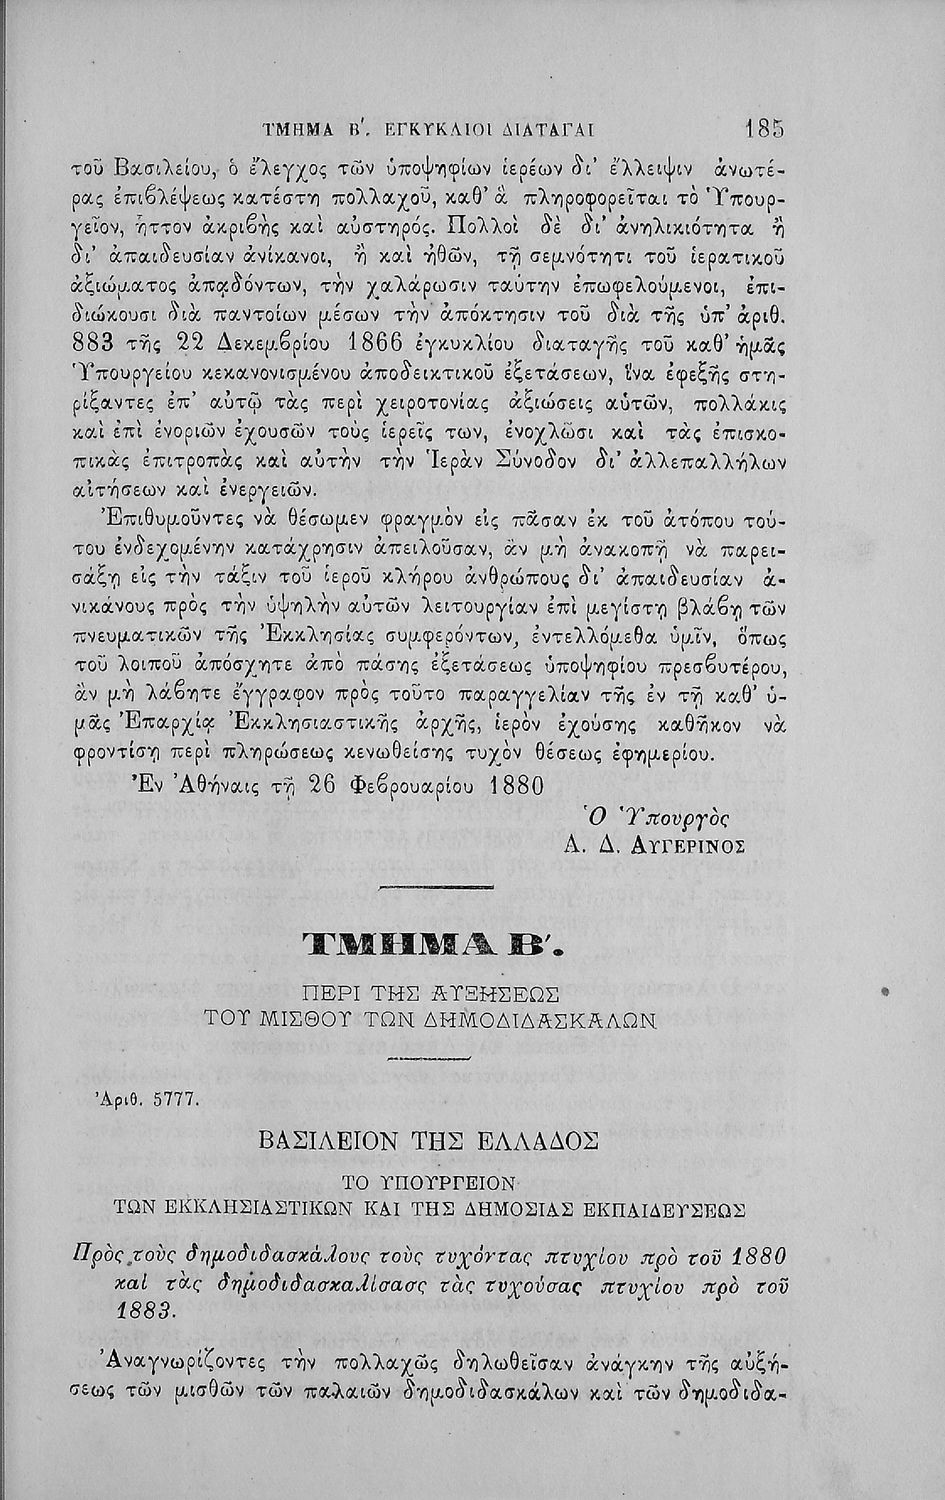 ΤΜΗΜΑ Β'. ΕΓΚΥΚΛΙΟΙ ΔΙΑΤΑΓΑΙ 185
τοῦ Βασιλείου, ὁ ἔλεγχος τῶν ὑποψηφίων ἱερέων δι' ἔλλειψιν ἀνωτέ-
ρας ἐπιβλέψεως κατέστη πολλαχοῦ, καθ' ἃ πληροφορεῖται τὸ Ὑπουρ-
γεῖον, ἧττον ἀκριβὴς καὶ αὐστηρός. Πολλοὶ δὲ δι' ἀνηλικιότητα ἢ
δι' ἀπαιδευσίαν ἀνίκανοι, ἢ καὶ ἠθῶν, τῇ σεμνότητι τοῦ ἱερατικοῦ
ἀξιώματος ἀπᾳδόντων, τὴν χαλάρωσιν ταύτην ἐπωφελούμενοι, ἐπι-
διώκουσι διὰ παντοίων μέσων τὴν ἀπόκτησιν τοῦ διὰ τῆς ὑπ' ἀριθ.
883 τῆς 22 Δεκεμβρίου 1866 ἐγκυκλίου διαταγῆς τοῦ καθ' ἡμᾶς
Ὑπουργείου κεκανονισμένου ἀποδεικτικοῦ ἐξετάσεων, ἵνα ἐφεξῆς στη-
ρίξαντες ἐπ' αὐτῷ τὰς περὶ χειροτονίας ἀξιώσεις αὑτῶν, πολλάκις
καὶ ἐπὶ ἐνοριῶν ἐχουσῶν τοὺς ἱερεῖς των, ἐνοχλῶσι καὶ τὰς ἐπισκο-
πικὰς ἐπιτροπὰς καὶ αὐτὴν τὴν Ἱερὰν Σύνοδον δι' ἀλλεπαλλήλων
αἰτήσεων καὶ ἐνεργειῶν.
Ἐπιθυμοῦντες νὰ θέσωμεν φραγμὸν εἰς πᾶσαν ἐκ τοῦ ἀτόπου τού-
του ἐνδεχομένην κατάχρησιν ἀπειλοῦσαν, ἂν μὴ ἀνακοπῇ νὰ παρει-
σάξῃ εἰς τὴν τάξιν τοῦ ἱεροῦ κλήρου ἀνθρώπους δι' ἀπαιδευσίαν ἀ-
νικάνους πρὸς τὴν ὑψηλὴν αὐτῶν λειτουργίαν ἐπὶ μεγίστῃ βλάβῃ τῶν
πνευματικῶν τῆς Ἐκκλησίας συμφερόντων, ἐντελλόμεθα ὑμῖν, ὅπως
τοῦ λοιποῦ ἀπόσχητε ἀπὸ πάσης ἐξετάσεως ὑποψηφίου πρεσβυτέρου,
ἂν μὴ λάβητε ἔγγραφον πρὸς τοῦτο παραγγελίαν τῆς ἐν τῇ καθ' ὑ-
μᾶς Ἐπαρχίᾳ Ἐκκλησιαστικῆς ἀρχῆς, ἱερὸν ἐχούσης καθῆκον νὰ
φροντίσῃ περὶ πληρώσεως κενωθείσης τυχὸν θέσεως ἐφημερίου.
Ἐν Ἀθήναις τῇ 26 Φεβρουαρίου 1880
Ὁ Ὑπουργὸς
Α. Δ. ΑΥΓΕΡΙΝΟΣ
ΤΜΗΜΑ Β'.
ΠΕΡΙ ΤΗΣ ΑΥΞΗΣΕΩΣ
ΤΟΥ ΜΙΣΘΟΥ ΤΩΝ ΔΗΜΟΔΙΔΑΣΚΑΛΩΝ
Ἀριθ. 5777.
ΒΑΣΙΛΕΙΟΝ ΤΗΣ ΕΛΛΑΔΟΣ
ΤΟ ΥΠΟΥΡΓΕΙΟΝ
ΤΩΝ ΕΚΚΛΗΣΙΑΣΤΙΚΩΝ ΚΑΙ ΤΗΣ ΔΗΜΟΣΙΑΣ ΕΚΠΑΙΔΕΥΣΕΩΣ
Πρὸς τοὺς δημοδιδασκάλους τοὺς τυχόντας πτυχίου πρὸ τοῦ 1880
καὶ τὰς δημοδιδασκαλίσασς τὰς τυχούσας πτυχίου πρὸ τοῦ
1883.
Ἀναγνωρίζοντες τὴν πολλαχῶς δηλωθεῖσαν ἀνάγκην τῆς αὐξή-
σεως τῶν μισθῶν τῶν παλαιῶν δημοδιδασκάλων καὶ τῶν δημοδιδα-